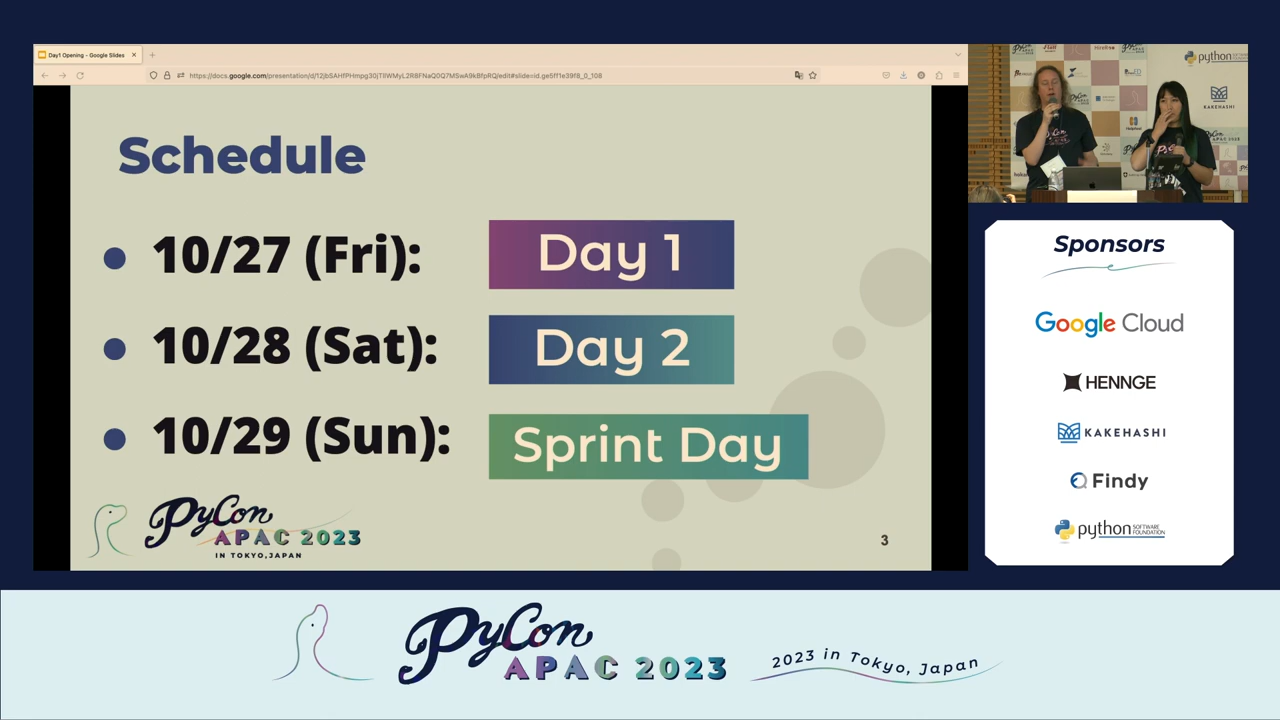 Day1 Opening - Google Slides
Schedule
10/27 (Fri): Day 1
10/28 (Sat): Day 2
10/29 (Sun): Sprint Day
PyCon
APAC 2023
IN TOKYO,JAPAN
3
python
KAKEHASHI
Sponsors
Google Cloud
HENNGE
KAKEHASHI
Findy
python SOFTWARE
FOUNDATION
PyCon
APAC 2023
2023 in Tokyo, Japan